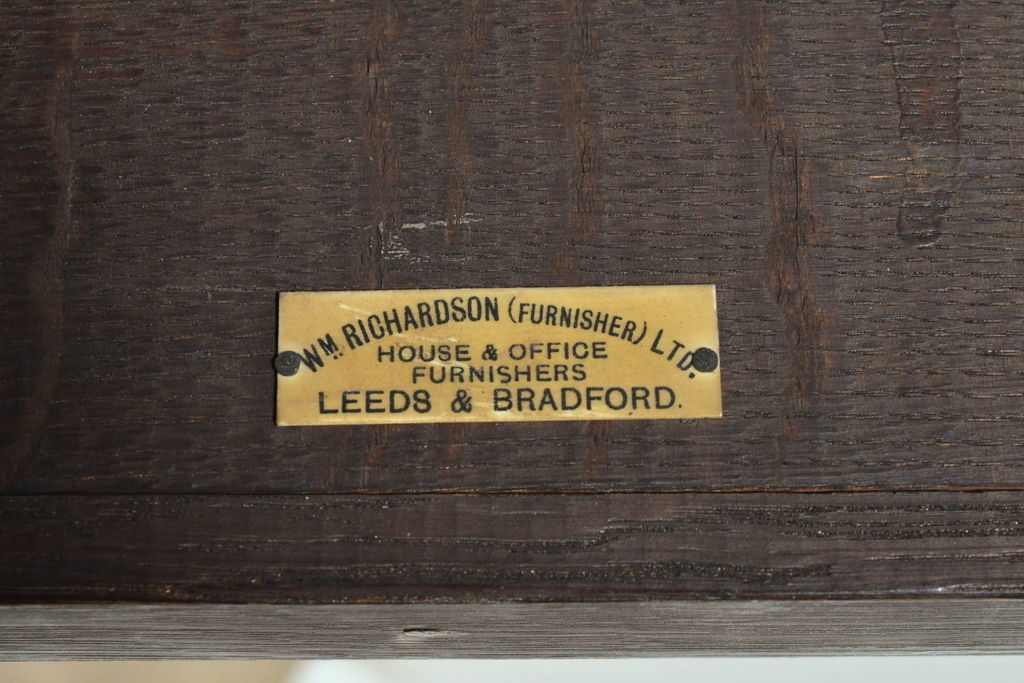 WM. RICHARDSON (FURNISHER) LTD.
HOUSE & OFFICE
FURNISHERS
LEEDS & BRADFORD.